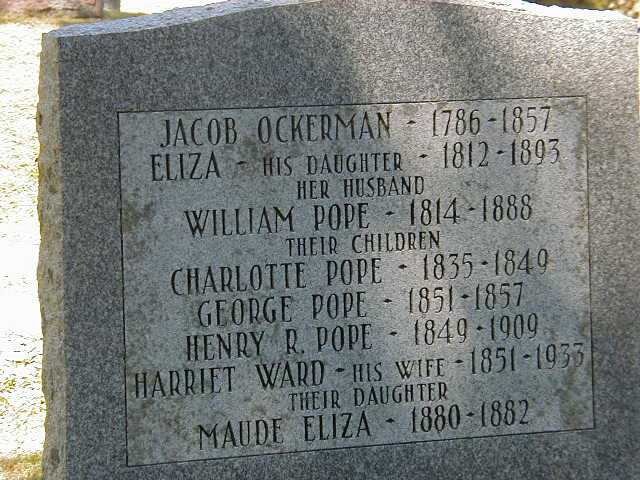 JACOB OCKERMAN - 1786-1857
ELIZA - HIS DAUGHTER - 1812-1893
HER HUSBAND
WILLIAM POPE - 1814-1888
THEIR CHILDREN
CHARLOTTE POPE - 1835-1849
GEORGE POPE - 1851-1857
HENRY R. POPE - 1849-1909
HARRIET WARD - HIS WIFE - 1851-1933
THEIR DAUGHTER
MAUDE ELIZA - 1880-1882